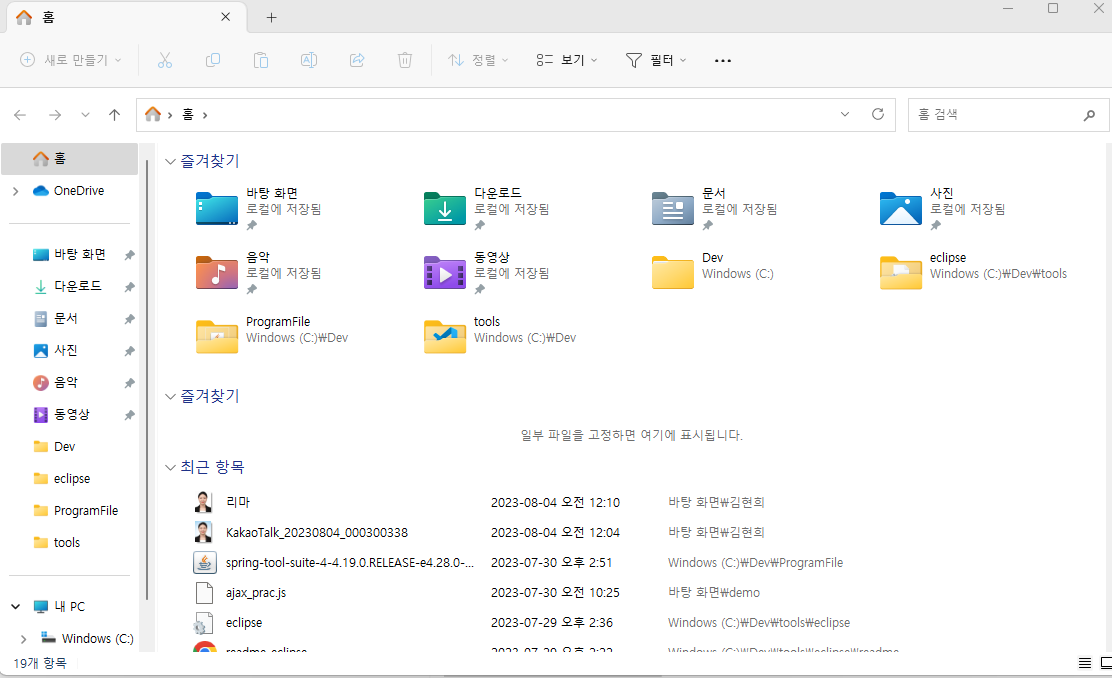 홈
새로 만들기
정렬
보기
필터
홈
홈 검색
홈
OneDrive
바탕 화면
다운로드
문서
사진
음악
동영상
Dev
eclipse
ProgramFile
tools
내 PC
Windows (C:)
즐겨찾기
바탕 화면
로컬에 저장됨
다운로드
로컬에 저장됨
문서
로컬에 저장됨
사진
로컬에 저장됨
음악
로컬에 저장됨
동영상
로컬에 저장됨
Dev
Windows (C:)
eclipse
Windows (C:)₩Dev₩tools
ProgramFile
Windows (C:)₩Dev
tools
Windows (C:)₩Dev
즐겨찾기
일부 파일을 고정하면 여기에 표시됩니다.
최근 항목
리마 2023-08-04 오전 12:10 바탕 화면₩김현희
KakaoTalk_20230804_000300338 2023-08-04 오전 12:04 바탕 화면₩김현희
spring-tool-suite-4-4.19.0.RELEASE-e4.28.0-... 2023-07-30 오후 2:51 Windows (C:)₩Dev₩ProgramFile
ajax_prac.js 2023-07-30 오전 10:25 바탕 화면₩demo
eclipse 2023-07-29 오후 2:36 Windows (C:)₩Dev₩tools₩eclipse
readme_eclipse 2023-07-29 오후 Windows (C:)₩Dev₩tools₩eclipse₩readme
19개 항목